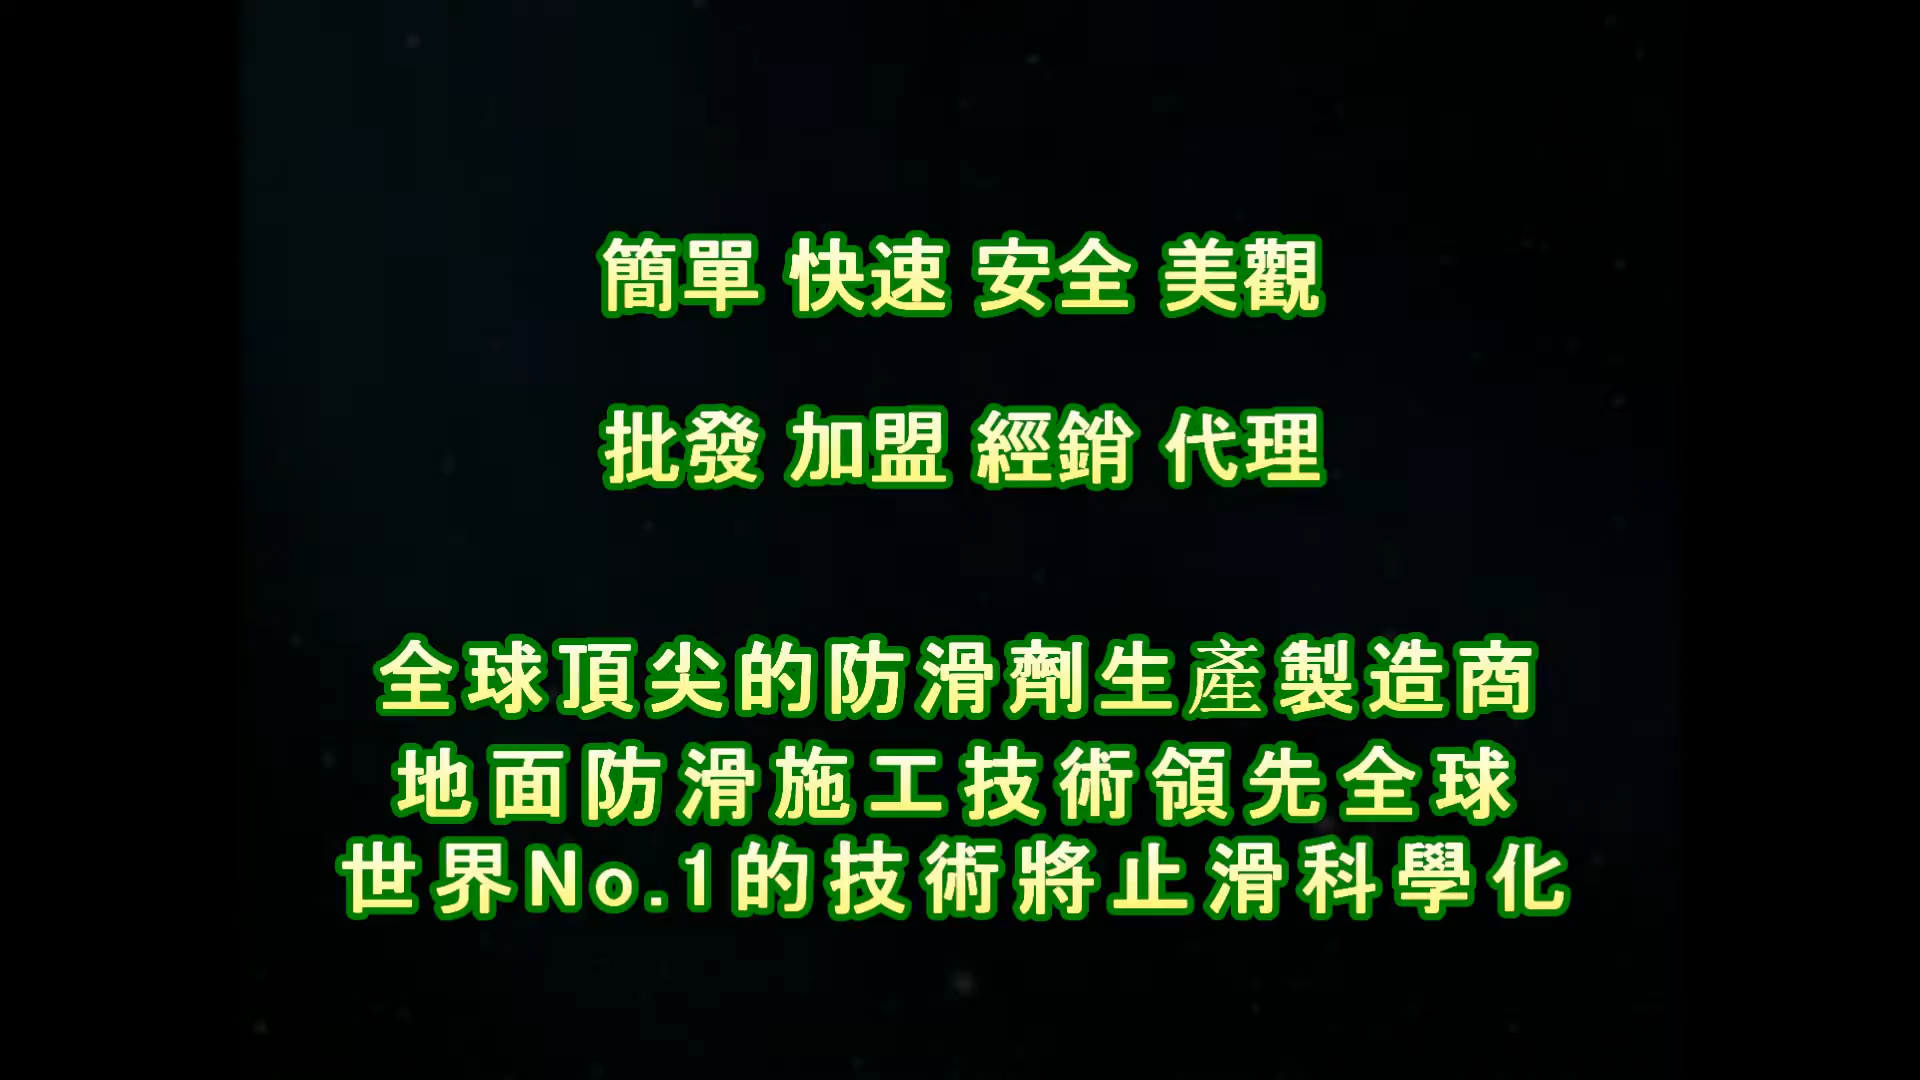 簡單 快速 安全 美觀
批發 加盟 經銷 代理
全球頂尖的防滑劑生產製造商
地面防滑施工技術領先全球
世界No.1的技術將止滑科學化